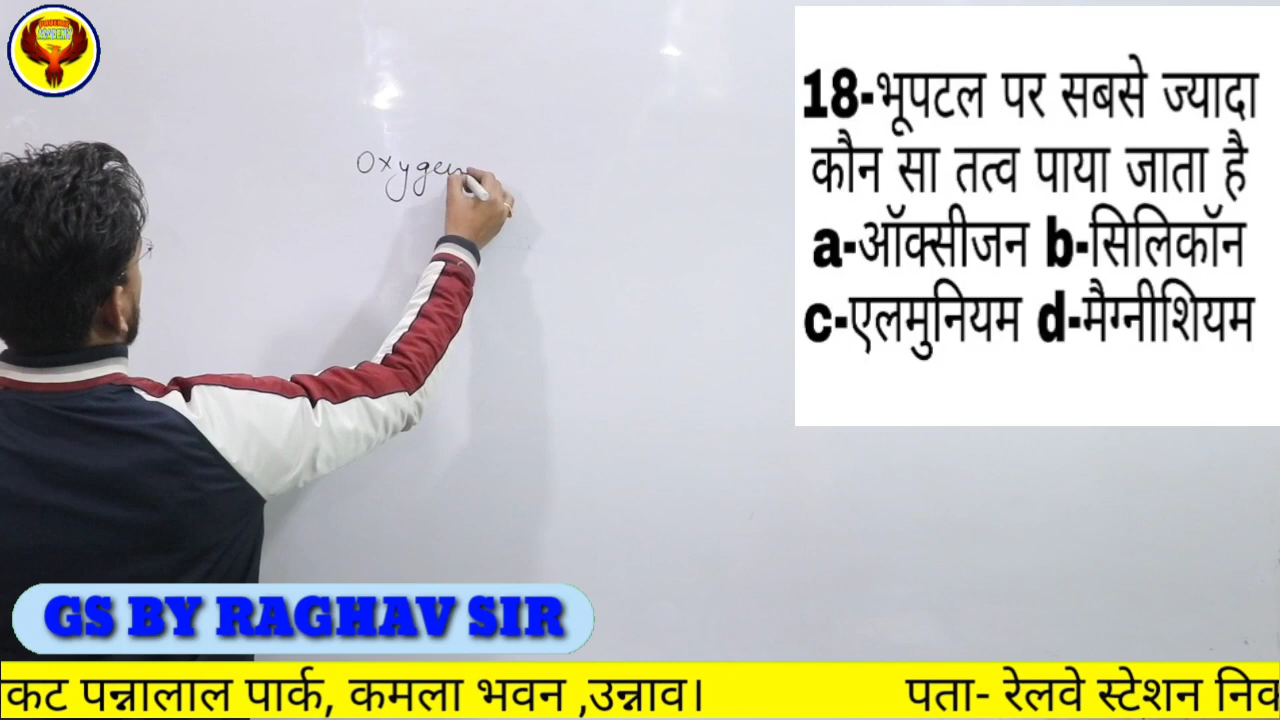 Oxygen
18-भूपटल पर सबसे ज्यादा
कौन सा तत्व पाया जाता है
a-ऑक्सीजन b-सिलिकॉन
c-एलमुनियम d-मैग्नीशियम
GS BY RAGHAV SIR
कट पन्नालाल पार्क, कमला भवन ,उन्नाव। पता- रेलवे स्टेशन निक